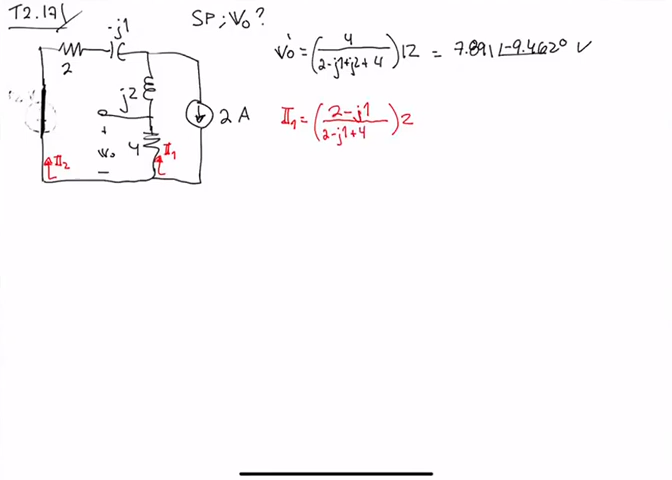 T2.17
SP ; V₀ ?
-j1
2
j2
4
+
V₀
-
2 A
𝕀₂
𝕀₁
V₀' = (4 / (2-j1+j2+4)) 12 = 7.891 ∠-9.462° V
𝕀₁ = ((2-j1) / (2-j1+4)) 2